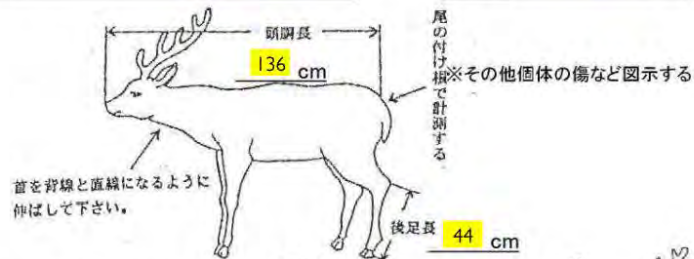 頭胴長
136 cm
尾の付け根で計測する
※その他個体の傷など図示する
首を背線と直線になるように
伸ばして下さい。
後足長 44 cm